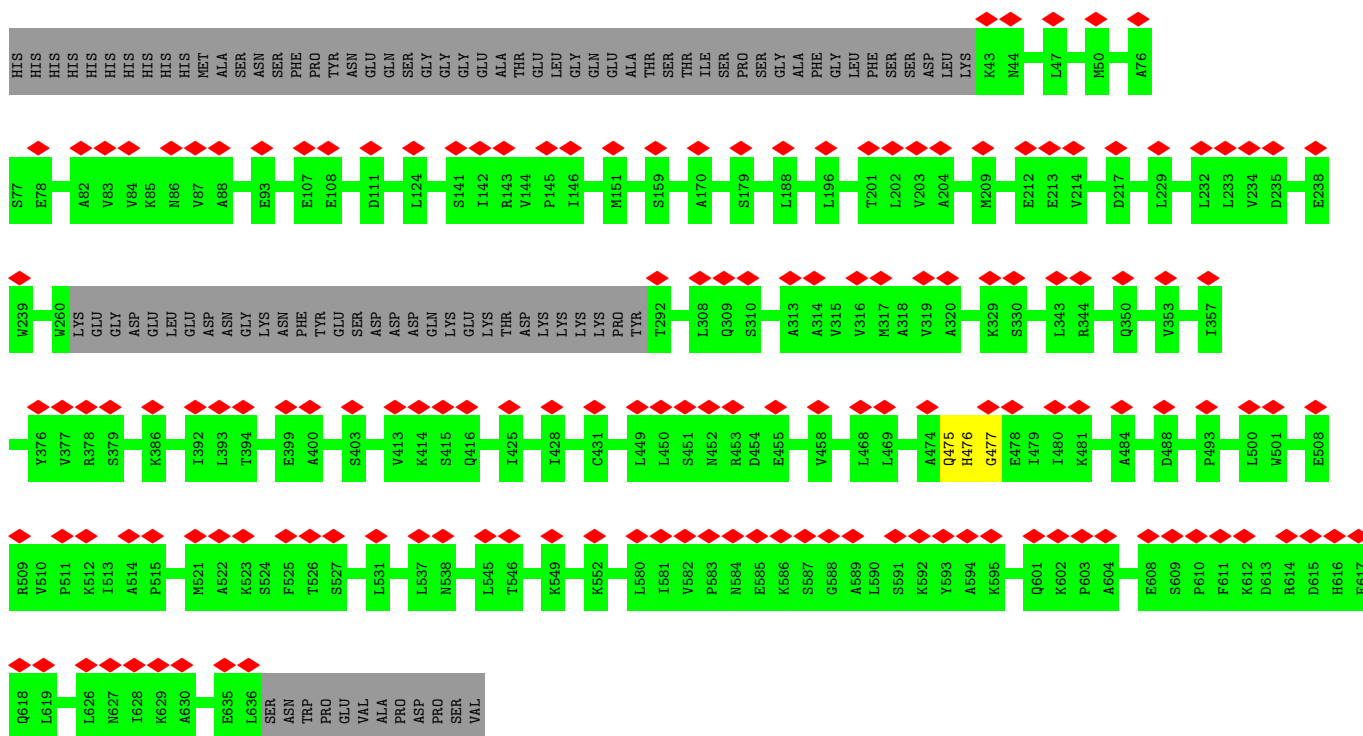 HIS HIS HIS HIS HIS HIS HIS HIS HIS HIS MET ALA SER ASN SER PHE PRO TYR ASN GLU GLN SER GLY GLY GLY GLU ALA THR GLU LEU GLY GLN GLU ALA THR SER THR ILE SER PRO SER GLY ALA PHE GLY LEU PHE SER SER ASP LEU LYS K43 N44 L47 M50 A76
S77 E78 A82 V83 V84 K85 N86 V87 A88 E93 E107 E108 D111 L124 S141 I142 R143 V144 P145 I146 M151 S159 A170 S179 L188 L196 T201 L202 V203 A204 M209 E212 E213 V214 D217 L229 L232 L233 V234 D235 E238
W239 W260 LYS GLU GLY ASP GLU LEU GLU ASP ASN GLY LYS ASN PHE TYR GLU SER ASP ASP ASP GLN LYS GLU LYS THR ASP LYS LYS LYS LYS PRO TYR T292 L308 Q309 S310 A313 A314 V315 V316 M317 A318 V319 A320 K329 S330 L343 R344 Q350 V353 I357
Y376 V377 R378 S379 K386 I392 L393 T394 E399 A400 S403 V413 K414 S415 Q416 I425 I428 C431 L449 L450 S451 N452 R453 D454 E455 V458 L468 L469 A474 Q475 H476 G477 E478 I479 I480 K481 A484 D488 P493 L500 W501 E508
R509 V510 P511 K512 I513 A514 P515 M521 A522 K523 S524 F525 T526 S527 L531 L537 N538 L545 T546 K549 K552 L580 I581 V582 P583 N584 E585 K586 S587 G588 A589 L590 S591 K592 Y593 A594 K595 Q601 K602 P603 A604 E608 S609 P610 F611 K612 D613 R614 D615 H616 E617
Q618 L619 L626 N627 I628 K629 A630 E635 L636 SER ASN TRP PRO GLU VAL ALA PRO ASP PRO SER VAL